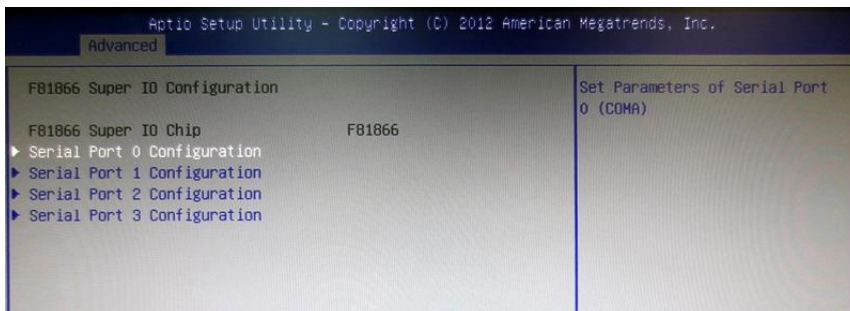 Aptio Setup Utility – Copyright (C) 2012 American Megatrends, Inc.
Advanced
F81866 Super IO Configuration
F81866 Super IO Chip F81866
Serial Port 0 Configuration
Serial Port 1 Configuration
Serial Port 2 Configuration
Serial Port 3 Configuration
Set Parameters of Serial Port
0 (COMA)